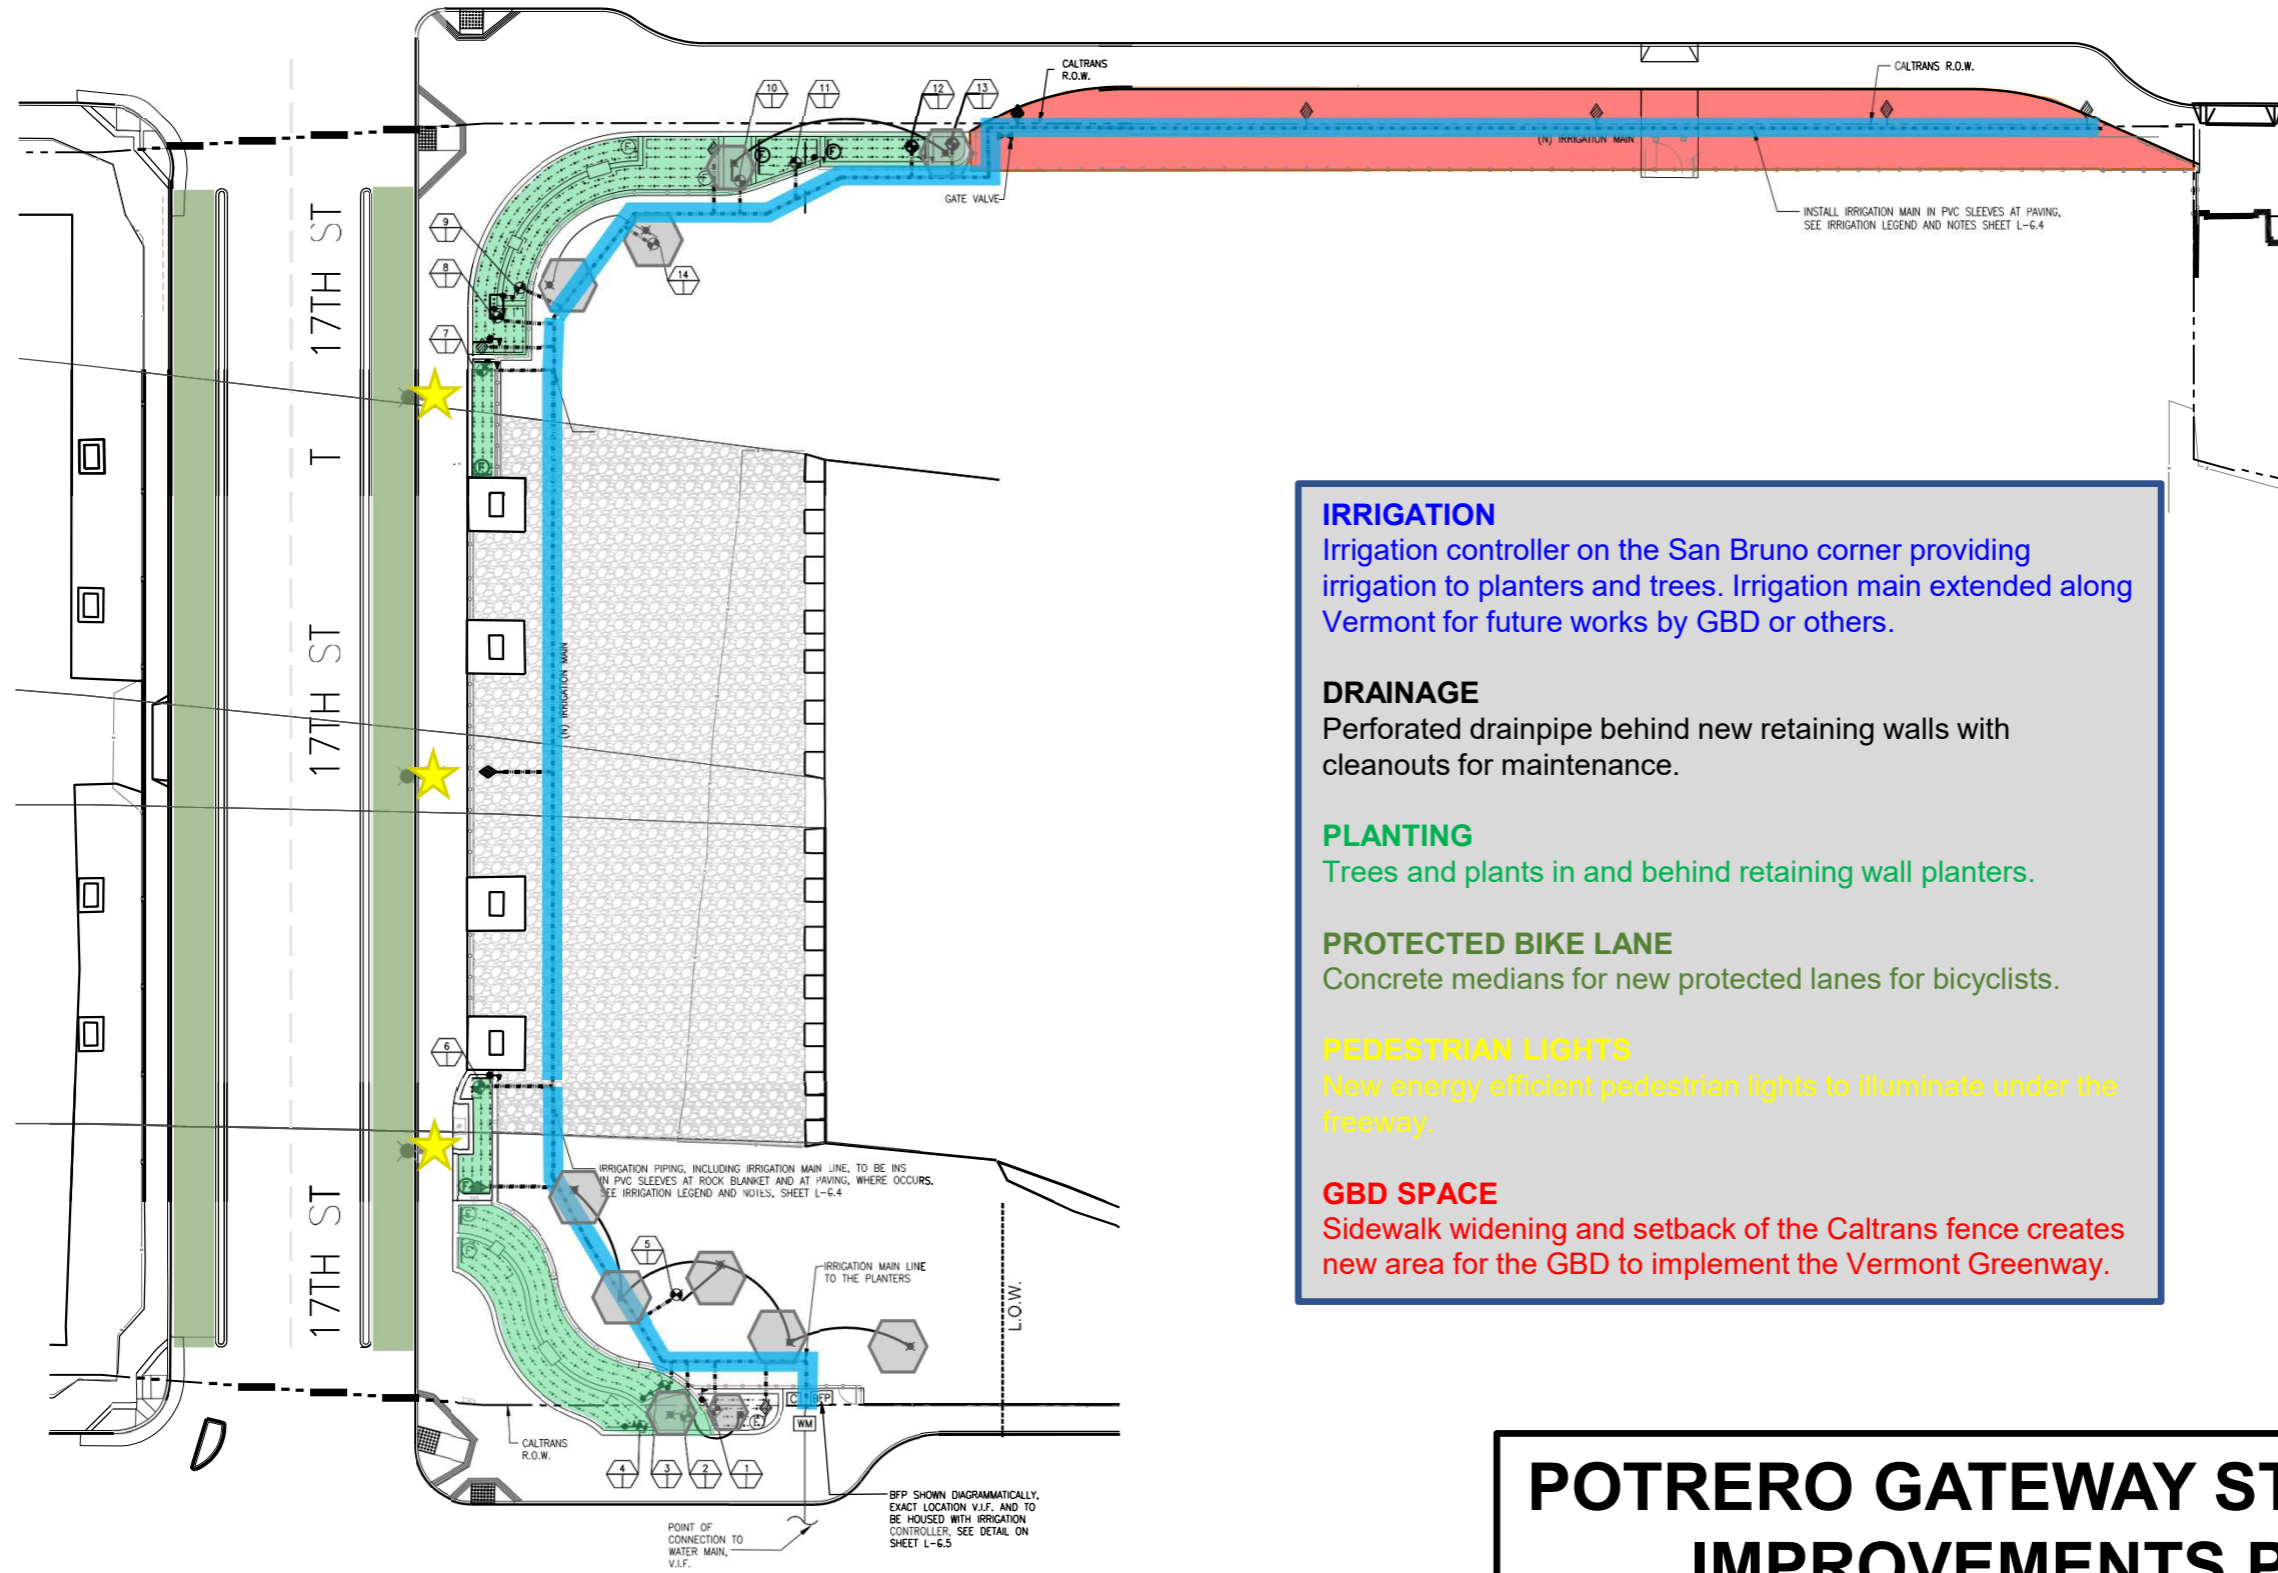 10
11
12
13
CALTRANS
R.O.W.
CALTRANS R.O.W.
(N) IRRIGATION MAIN
GATE VALVE
INSTALL IRRIGATION MAIN IN PVC SLEEVES AT PAVING,
SEE IRRIGATION LEGEND AND NOTES SHEET L-6.4
F
F
F
9
8
14
7
17TH ST
T
F
17TH ST
(N) IRRIGATION MAIN
6
17TH ST
IRRIGATION PIPING, INCLUDING IRRIGATION MAIN LINE, TO BE INS
IN PVC SLEEVES AT ROCK BLANKET AND AT PAVING, WHERE OCCURS.
SEE IRRIGATION LEGEND AND NOTES, SHEET L-6.4
F
F
F
5
IRRIGATION MAIN LINE
TO THE PLANTERS
L.O.W.
C
BFP
F
WM
CALTRANS
R.O.W.
4
3
2
1
BFP SHOWN DIAGRAMMATICALLY,
EXACT LOCATION V.I.F. AND TO
BE HOUSED WITH IRRIGATION
CONTROLLER, SEE DETAIL ON
SHEET L-6.5
POINT OF
CONNECTION TO
WATER MAIN,
V.I.F.
IRRIGATION
Irrigation controller on the San Bruno corner providing
irrigation to planters and trees. Irrigation main extended along
Vermont for future works by GBD or others.
DRAINAGE
Perforated drainpipe behind new retaining walls with
cleanouts for maintenance.
PLANTING
Trees and plants in and behind retaining wall planters.
PROTECTED BIKE LANE
Concrete medians for new protected lanes for bicyclists.
PEDESTRIAN LIGHTS
New energy efficient pedestrian lights to illuminate under the
freeway.
GBD SPACE
Sidewalk widening and setback of the Caltrans fence creates
new area for the GBD to implement the Vermont Greenway.
POTRERO GATEWAY ST
IMPROVEMENTS P